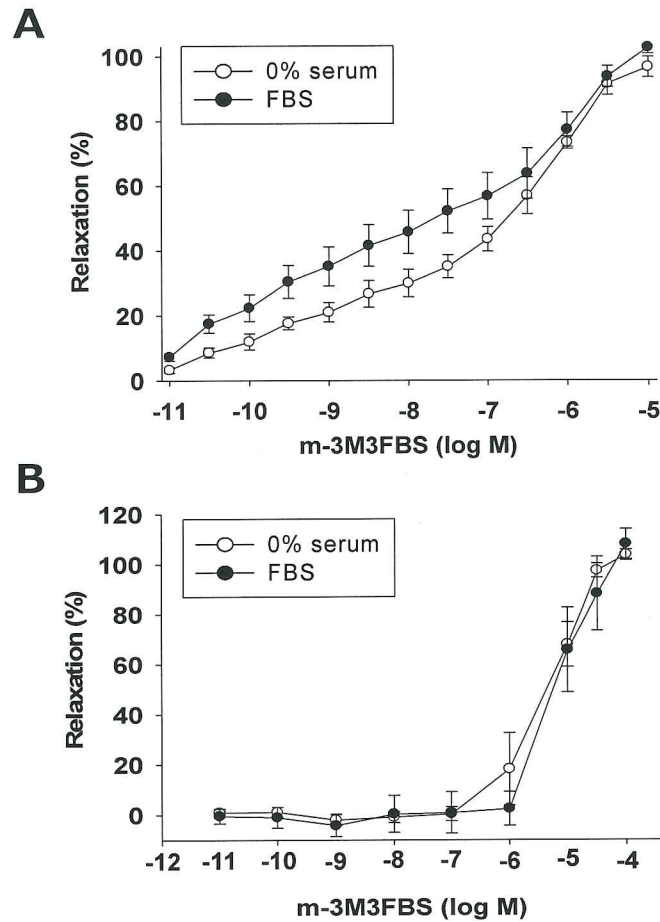 A
100
80
60
40
20
0
Relaxation (%)
0% serum
FBS
-11 -10 -9 -8 -7 -6 -5
m-3M3FBS (log M)
B
120
100
80
60
40
20
0
Relaxation (%)
0% serum
FBS
-12 -11 -10 -9 -8 -7 -6 -5 -4
m-3M3FBS (log M)